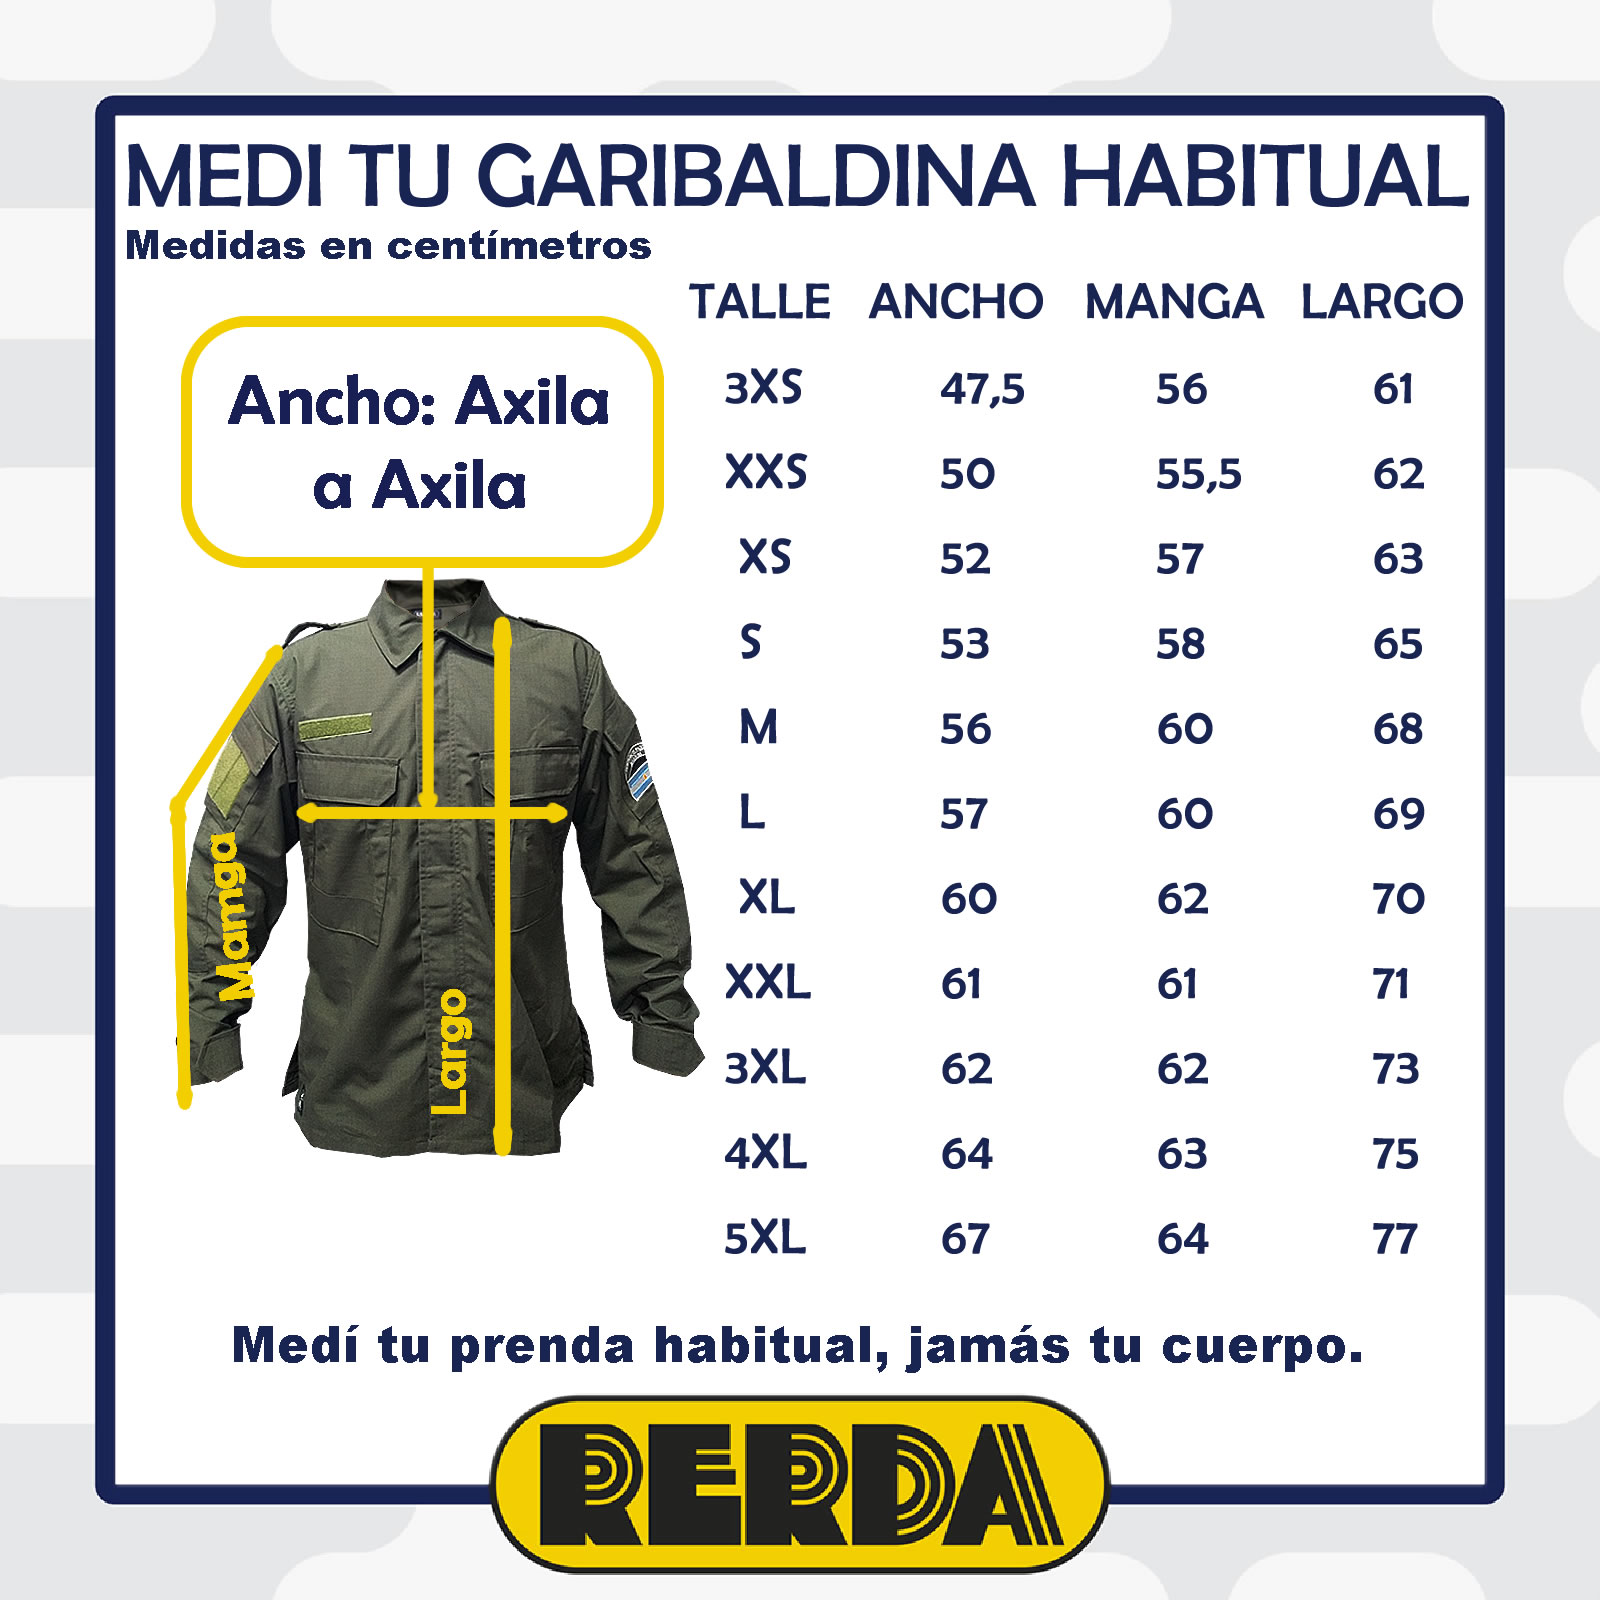 MEDI TU GARIBALDINA HABITUAL
Medidas en centímetros
TALLE ANCHO MANGA LARGO
Ancho: Axila
a Axila
3XS 47,5 56 61
XXS 50 55,5 62
XS 52 57 63
S 53 58 65
M 56 60 68
L 57 60 69
XL 60 62 70
XXL 61 61 71
3XL 62 62 73
4XL 64 63 75
5XL 67 64 77
Mamga
Largo
Medí tu prenda habitual, jamás tu cuerpo.
RERDA